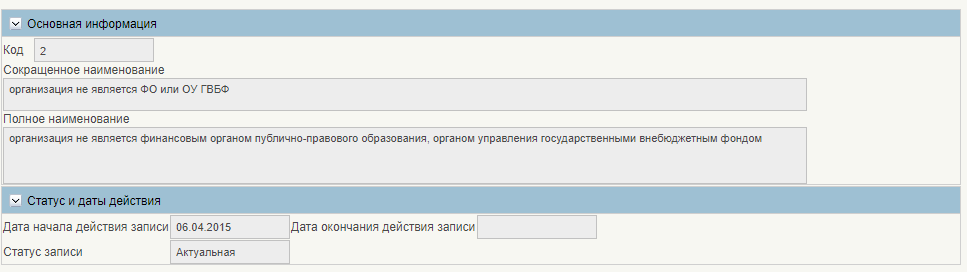 Основная информация
Код 2
Сокращенное наименование
организация не является ФО или ОУ ГВБФ
Полное наименование
организация не является финансовым органом публично-правового образования, органом управления государственными внебюджетным фондом
Статус и даты действия
Дата начала действия записи 06.04.2015 Дата окончания действия записи
Статус записи Актуальная